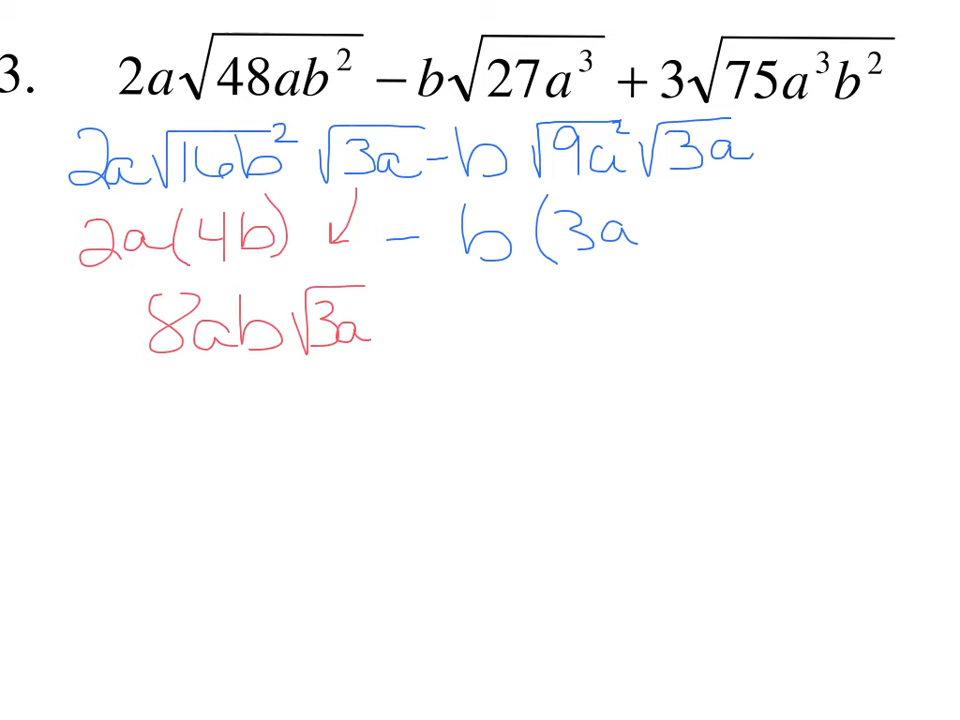 3. 2a√48ab² − b√27a³ + 3√75a³b²
2a√16b² √3a - b √9a² √3a
2a(4b) ↙ - b (3a
8ab√3a